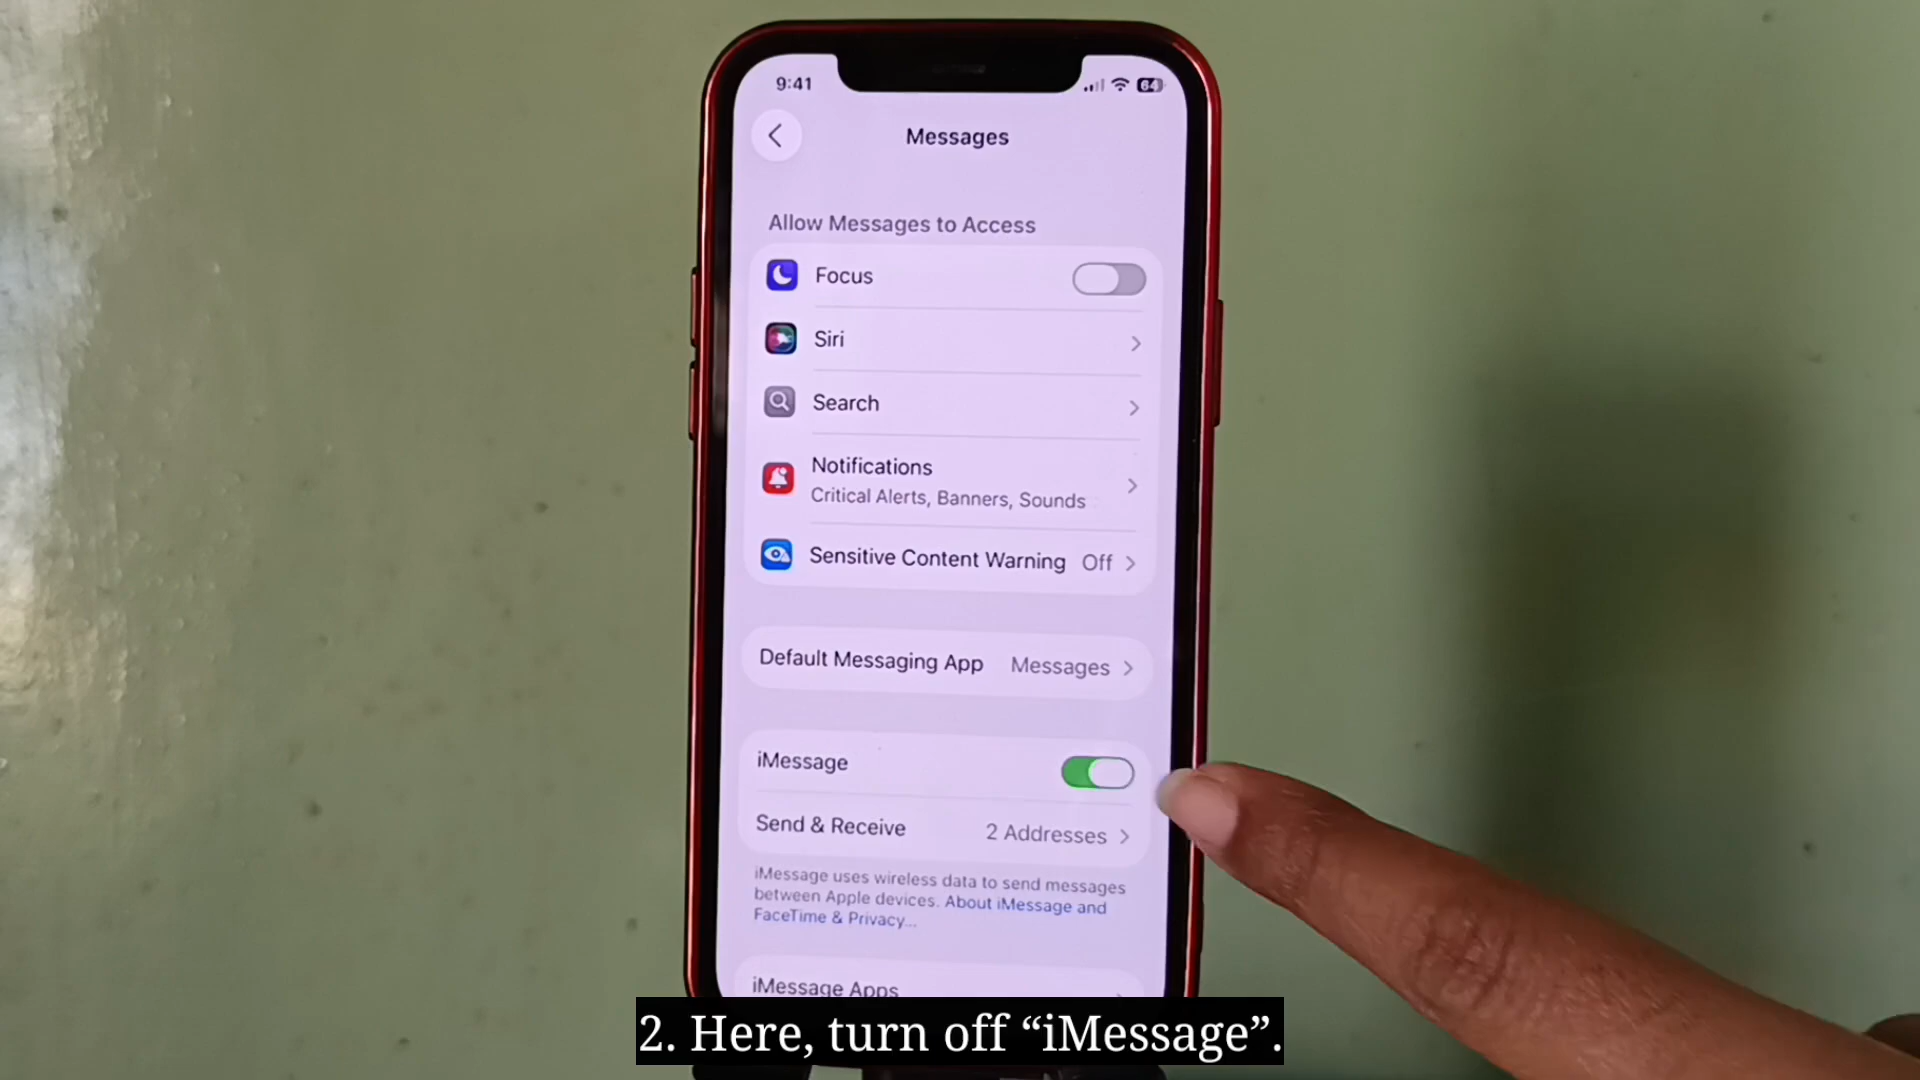 9:41
64
Messages
Allow Messages to Access
Focus
Siri
Search
Notifications
Critical Alerts, Banners, Sounds
Sensitive Content Warning Off
Default Messaging App Messages
iMessage
Send & Receive 2 Addresses
iMessage uses wireless data to send messages
between Apple devices. About iMessage and
FaceTime & Privacy...
iMessage Apps
2. Here, turn off “iMessage”.